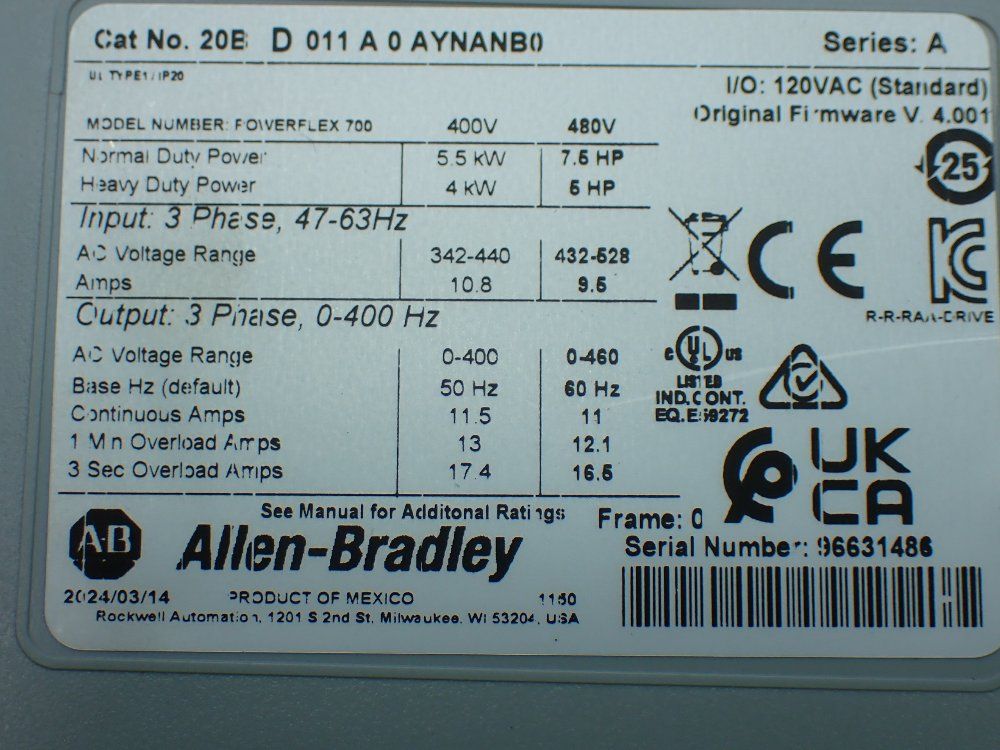 Cat No. 20B D 011 A 0 AYNANB0
Series: A
UL TYPE1/IP20
I/O: 120VAC (Standard)
Original Firmware V. 4.001
MODEL NUMBER: POWERFLEX 700 400V 480V
25
Normal Duty Power 5.5 kW 7.5 HP
Heavy Duty Power 4 kW 5 HP
Input: 3 Phase, 47-63Hz
AC Voltage Range 342-440 432-528
Amps 10.8 9.5
CE
R-R-RAA-DRIVE
Output: 3 Phase, 0-400 Hz
AC Voltage Range 0-400 0-460
Base Hz (default) 50 Hz 60 Hz
Continuous Amps 11.5 11
1 Min Overload Amps 13 12.1
3 Sec Overload Amps 17.4 16.5
c UL US
LISTED
IND.CONT.
EQ.E59272
UK
CA
See Manual for Additonal Ratings
Frame: 0
A-B Allen-Bradley
Serial Number: 96631486
2024/03/14 PRODUCT OF MEXICO 1150
Rockwell Automation, 1201 S 2nd St, Milwaukee, WI 53204, USA